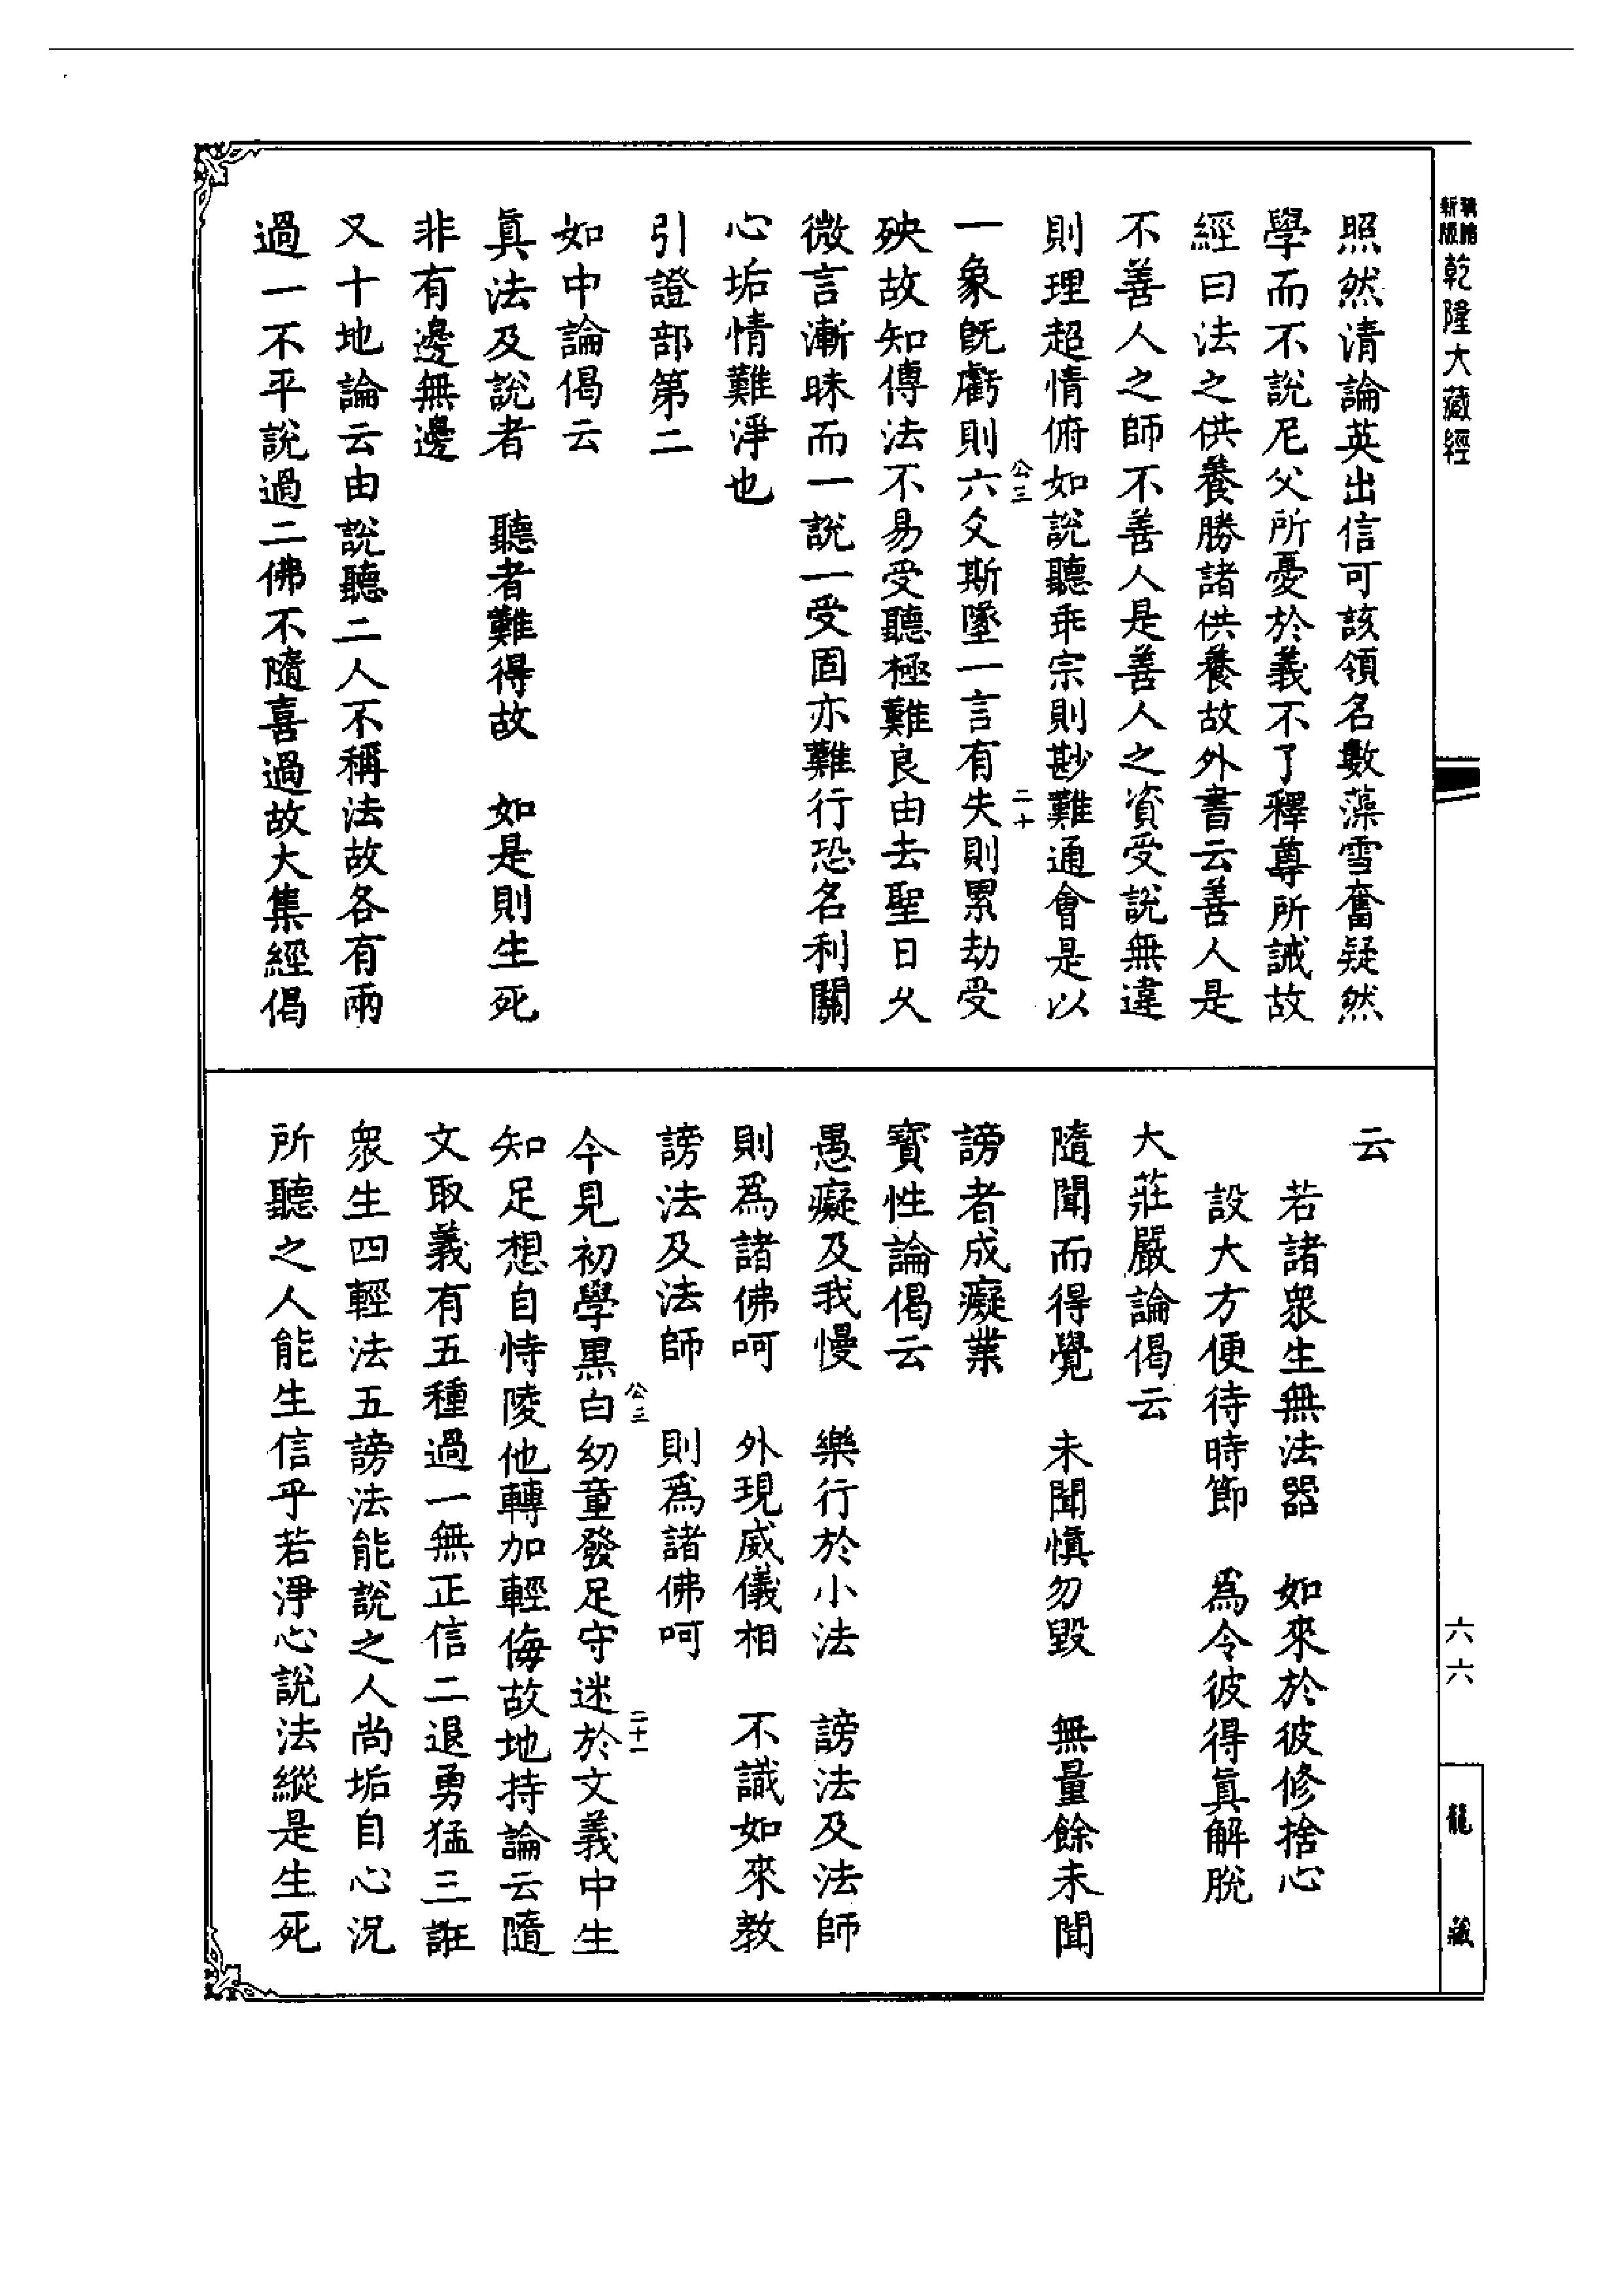 精縮
新版
乾隆大藏經
六六
龍藏
照然清論英出信可該領名數藻雪奮疑然
學而不說尼父所憂於義不了釋尊所誡故
經曰法之供養勝諸供養故外書云善人是
不善人之師不善人是善人之資受說無違
則理超情俯如說聽乖宗則尠難通會是以
公三
二十
一象旣虧則六爻斯墜一言有失則累劫受
殃故知傳法不易受聽極難良由去聖日久
微言漸昧而一說一受固亦難行恐名利關
心垢情難淨也
引證部第二
如中論偈云
真法及說者 聽者難得故 如是則生死
非有邊無邊
又十地論云由說聽二人不稱法故各有兩
過一不平說過二佛不隨喜過故大集經偈
云
若諸衆生無法器 如來於彼修捨心
設大方便待時節 為令彼得真解脫
大莊嚴論偈云
隨聞而得覺 未聞慎勿毀 無量餘未聞
謗者成癡業
寶性論偈云
愚癡及我慢 樂行於小法 謗法及法師
則為諸佛呵 外現威儀相 不識如來教
謗法及法師 則為諸佛呵
公三
二十一
今見初學黑白幼童發足守迷於文義中生
知足想自恃陵他轉加輕侮故地持論云隨
文取義有五種過一無正信二退勇猛三誑
衆生四輕法五謗法能說之人尚垢自心況
所聽之人能生信乎若淨心說法縱是生死